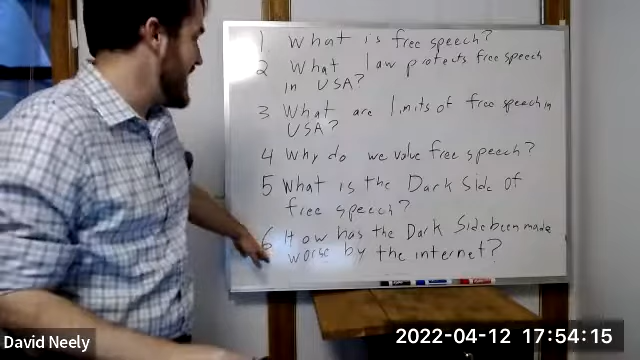 1 What is free speech?
2 What law protects free speech
in USA?
3 What are limits of free speech in
USA?
4 Why do we value free speech?
5 What is the Dark Side of
free speech?
6 How has the Dark Side been made
worse by the internet?
David Neely
2022-04-12 17:54:15